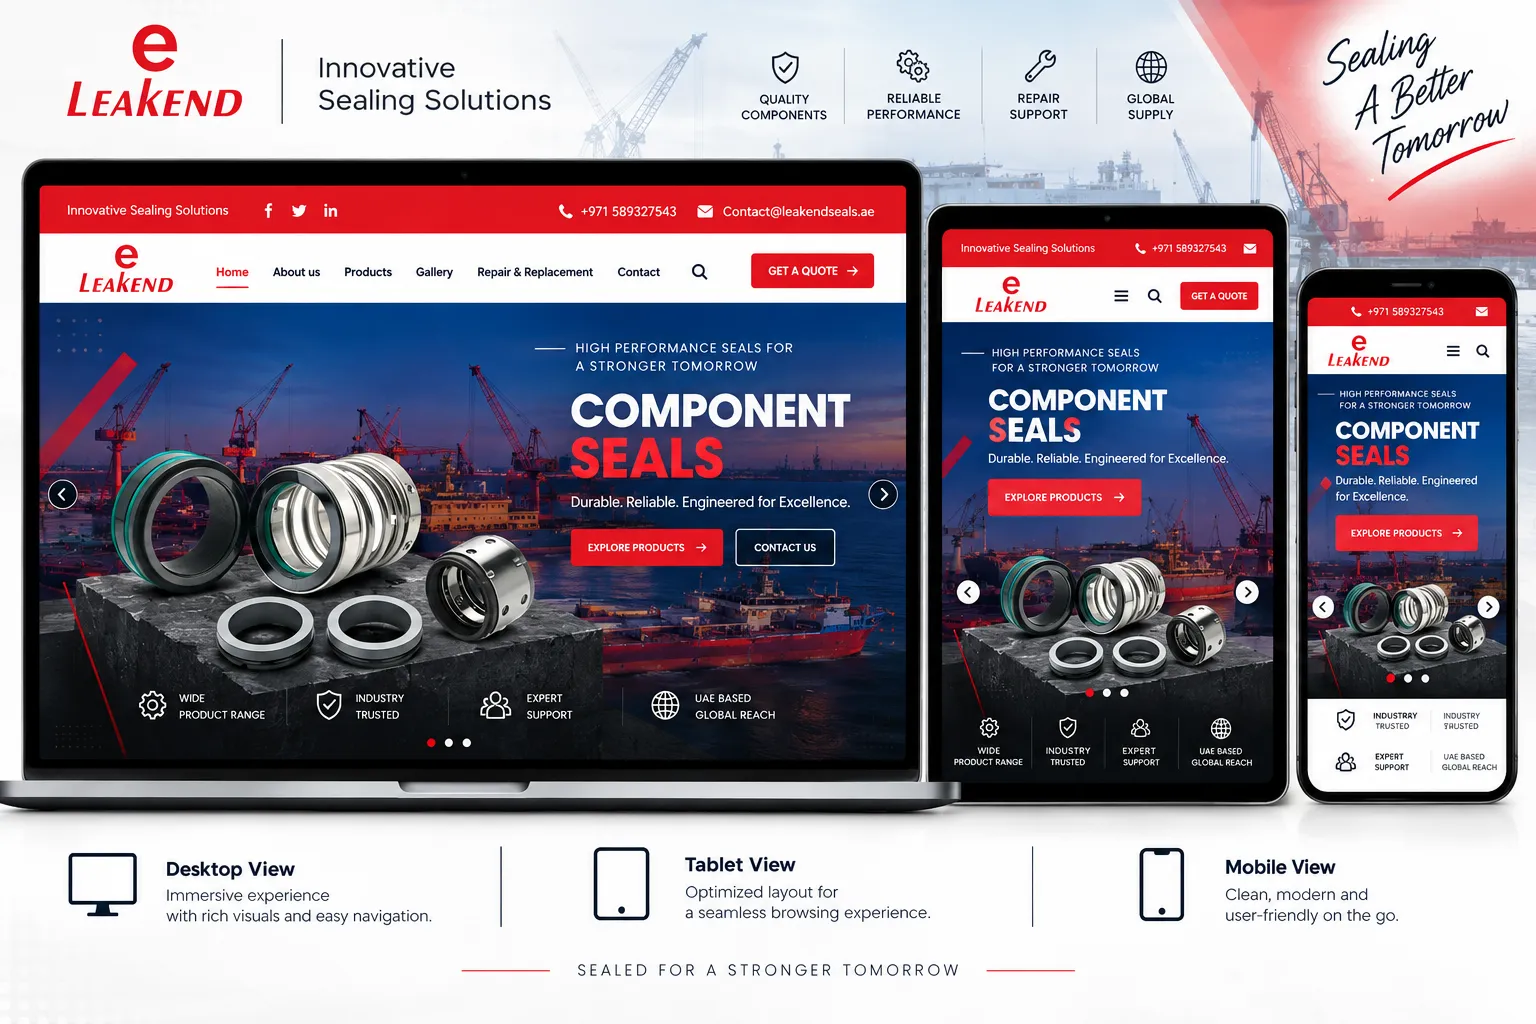 e
LEAKEND
Innovative
Sealing Solutions
QUALITY
COMPONENTS
RELIABLE
PERFORMANCE
REPAIR
SUPPORT
GLOBAL
SUPPLY
Sealing
A Better
Tomorrow
Innovative Sealing Solutions
+971 589327543
Contact@leakendseals.ae
e
LEAKEND
Home
About us
Products
Gallery
Repair & Replacement
Contact
GET A QUOTE
HIGH PERFORMANCE SEALS FOR
A STRONGER TOMORROW
COMPONENT
SEALS
Durable. Reliable. Engineered for Excellence.
EXPLORE PRODUCTS
CONTACT US
WIDE
PRODUCT RANGE
INDUSTRY
TRUSTED
EXPERT
SUPPORT
UAE BASED
GLOBAL REACH
Innovative Sealing Solutions
+971 589327543
e
LEAKEND
GET A QUOTE
HIGH PERFORMANCE SEALS
FOR A STRONGER TOMORROW
COMPONENT
SEALS
Durable. Reliable. Engineered for Excellence.
EXPLORE PRODUCTS
WIDE
PRODUCT RANGE
INDUSTRY
TRUSTED
EXPERT
SUPPORT
UAE BASED
GLOBAL REACH
+971 589327543
e
LEAKEND
HIGH PERFORMANCE SEALS
FOR A STRONGER TOMORROW
COMPONENT
SEALS
Durable. Reliable. Engineered
for Excellence.
EXPLORE PRODUCTS
INDUSTRY
TRUSTED
INDUSTRY
TRUSTED
EXPERT
SUPPORT
UAE BASED
GLOBAL REACH
Desktop View
Immersive experience
with rich visuals and easy navigation.
Tablet View
Optimized layout for
a seamless browsing experience.
Mobile View
Clean, modern and
user-friendly on the go.
SEALED FOR A STRONGER TOMORROW